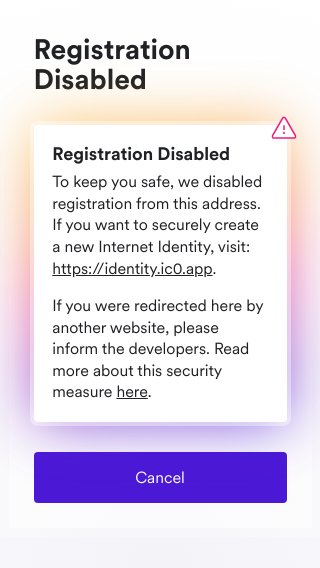 Registration
Disabled
Registration Disabled
To keep you safe, we disabled
registration from this address.
If you want to securely create
a new Internet Identity, visit:
https://identity.ic0.app.
If you were redirected here by
another website, please
inform the developers. Read
more about this security
measure here.
Cancel